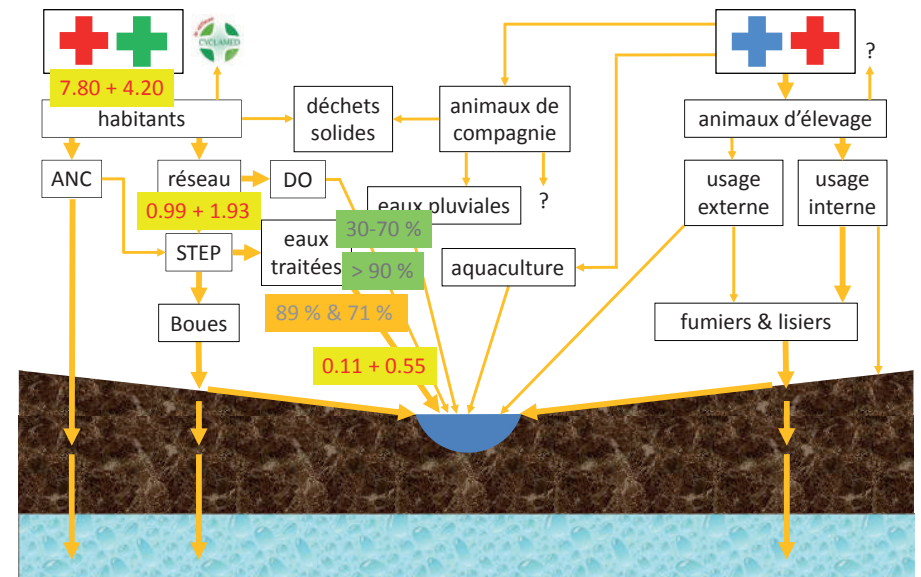 CYCLAMED
?
7.80 + 4.20
habitants
déchets
solides
animaux de
compagnie
animaux d'élevage
ANC
réseau
DO
usage
externe
usage
interne
eaux pluviales
?
0.99 + 1.93
30-70 %
STEP
eaux
traitées
> 90 %
aquaculture
89 % & 71 %
Boues
fumiers & lisiers
0.11 + 0.55